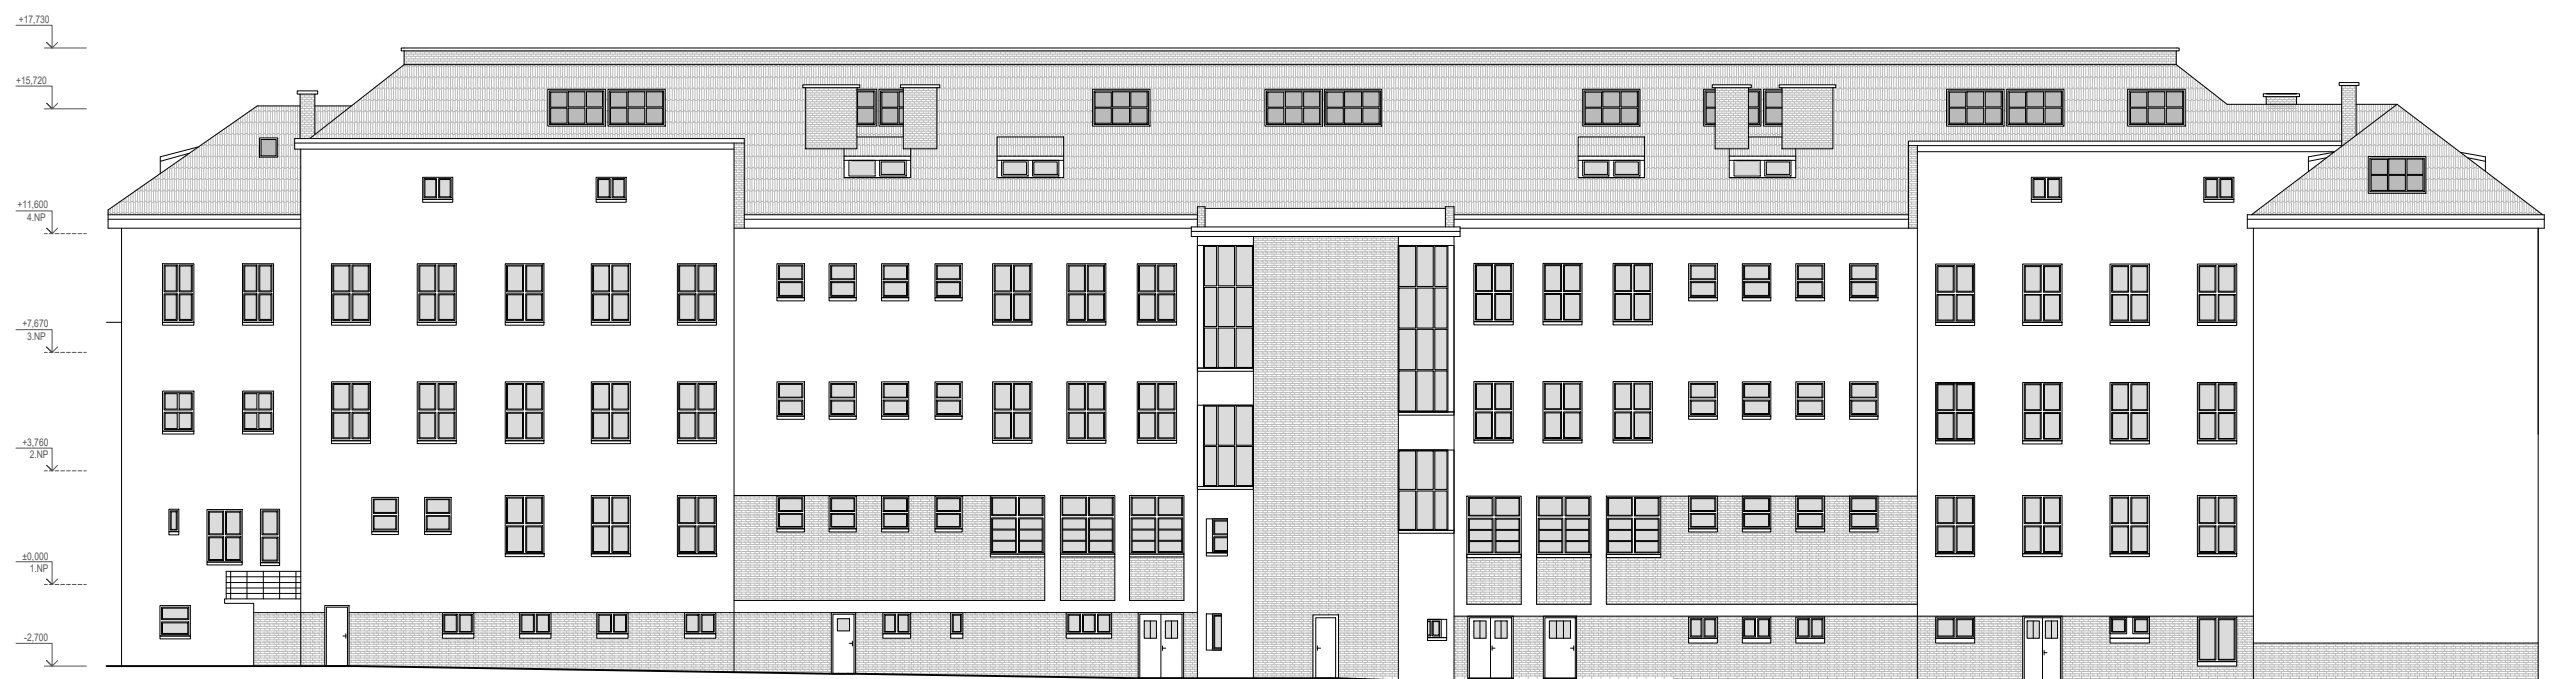 +17,730
+15,720
+11,600
4.NP
+7,670
3.NP
+3,760
2.NP
±0,000
1.NP
-2,700